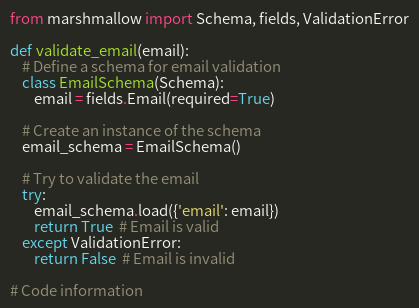 from marshmallow import Schema, fields, ValidationError

def validate_email(email):
    # Define a schema for email validation
    class EmailSchema(Schema):
        email = fields.Email(required=True)

    # Create an instance of the schema
    email_schema = EmailSchema()

    # Try to validate the email
    try:
        email_schema.load({'email': email})
        return True  # Email is valid
    except ValidationError:
        return False  # Email is invalid

# Code information